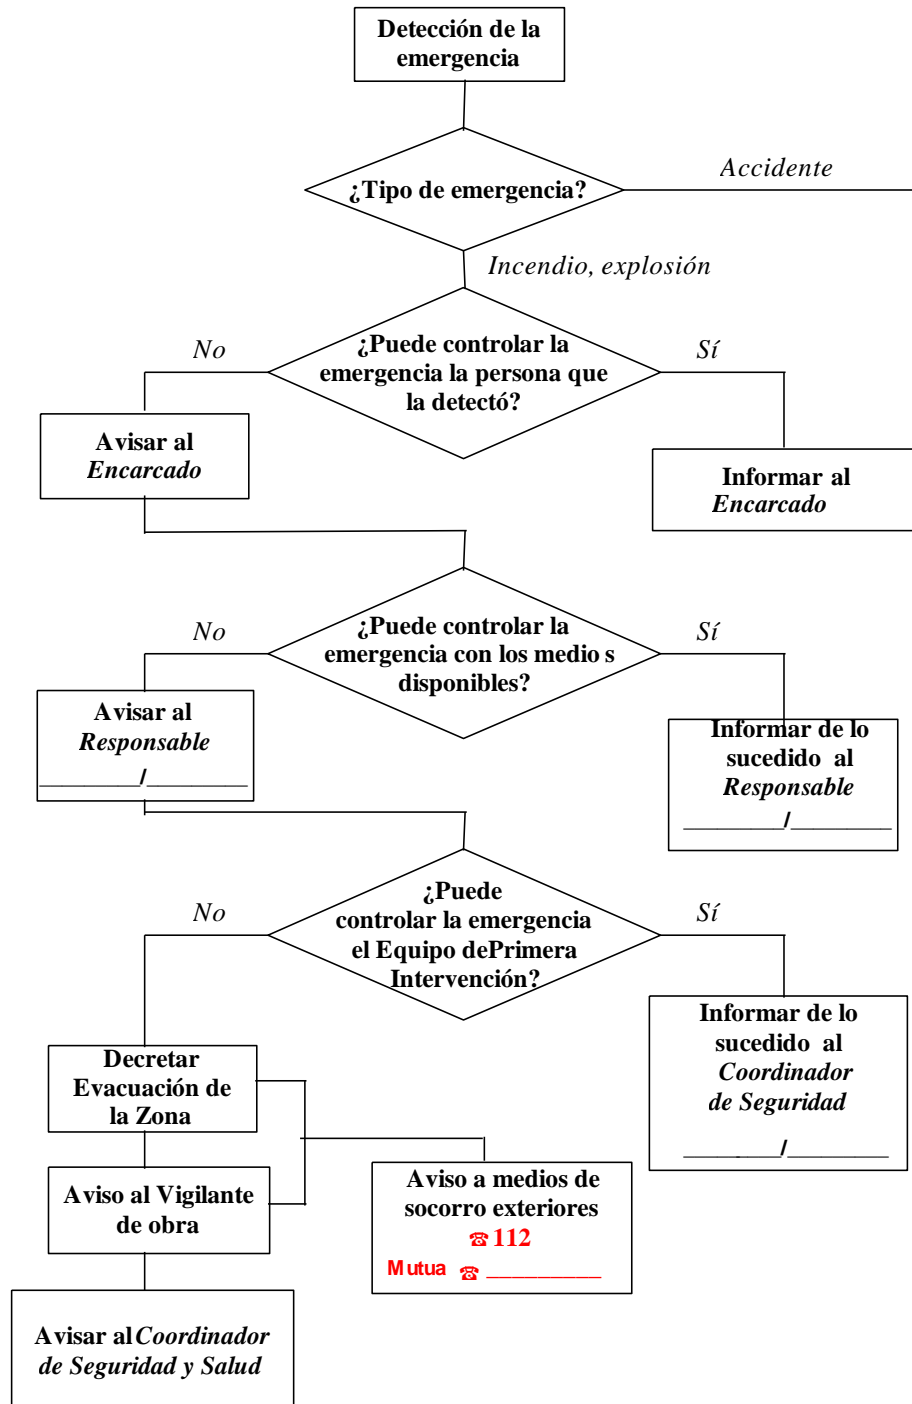 Detección de la
emergencia
¿Tipo de emergencia?
Accidente
Incendio, explosión
¿Puede controlar la
emergencia la persona que
la detectó?
No
Sí
Avisar al
Encarcado
Informar al
Encarcado
¿Puede controlar la
emergencia con los medio s
disponibles?
No
Sí
Avisar al
Responsable
_________/_________
Informar de lo
sucedido al
Responsable
_________/_________
¿Puede
controlar la emergencia
el Equipo dePrimera
Intervención?
No
Sí
Decretar
Evacuación de
la Zona
Informar de lo
sucedido al
Coordinador
de Seguridad
_________/_________
Aviso al Vigilante
de obra
Aviso a medios de
socorro exteriores
☎ 112
Mutua ☎ _________
Avisar al Coordinador
de Seguridad y Salud